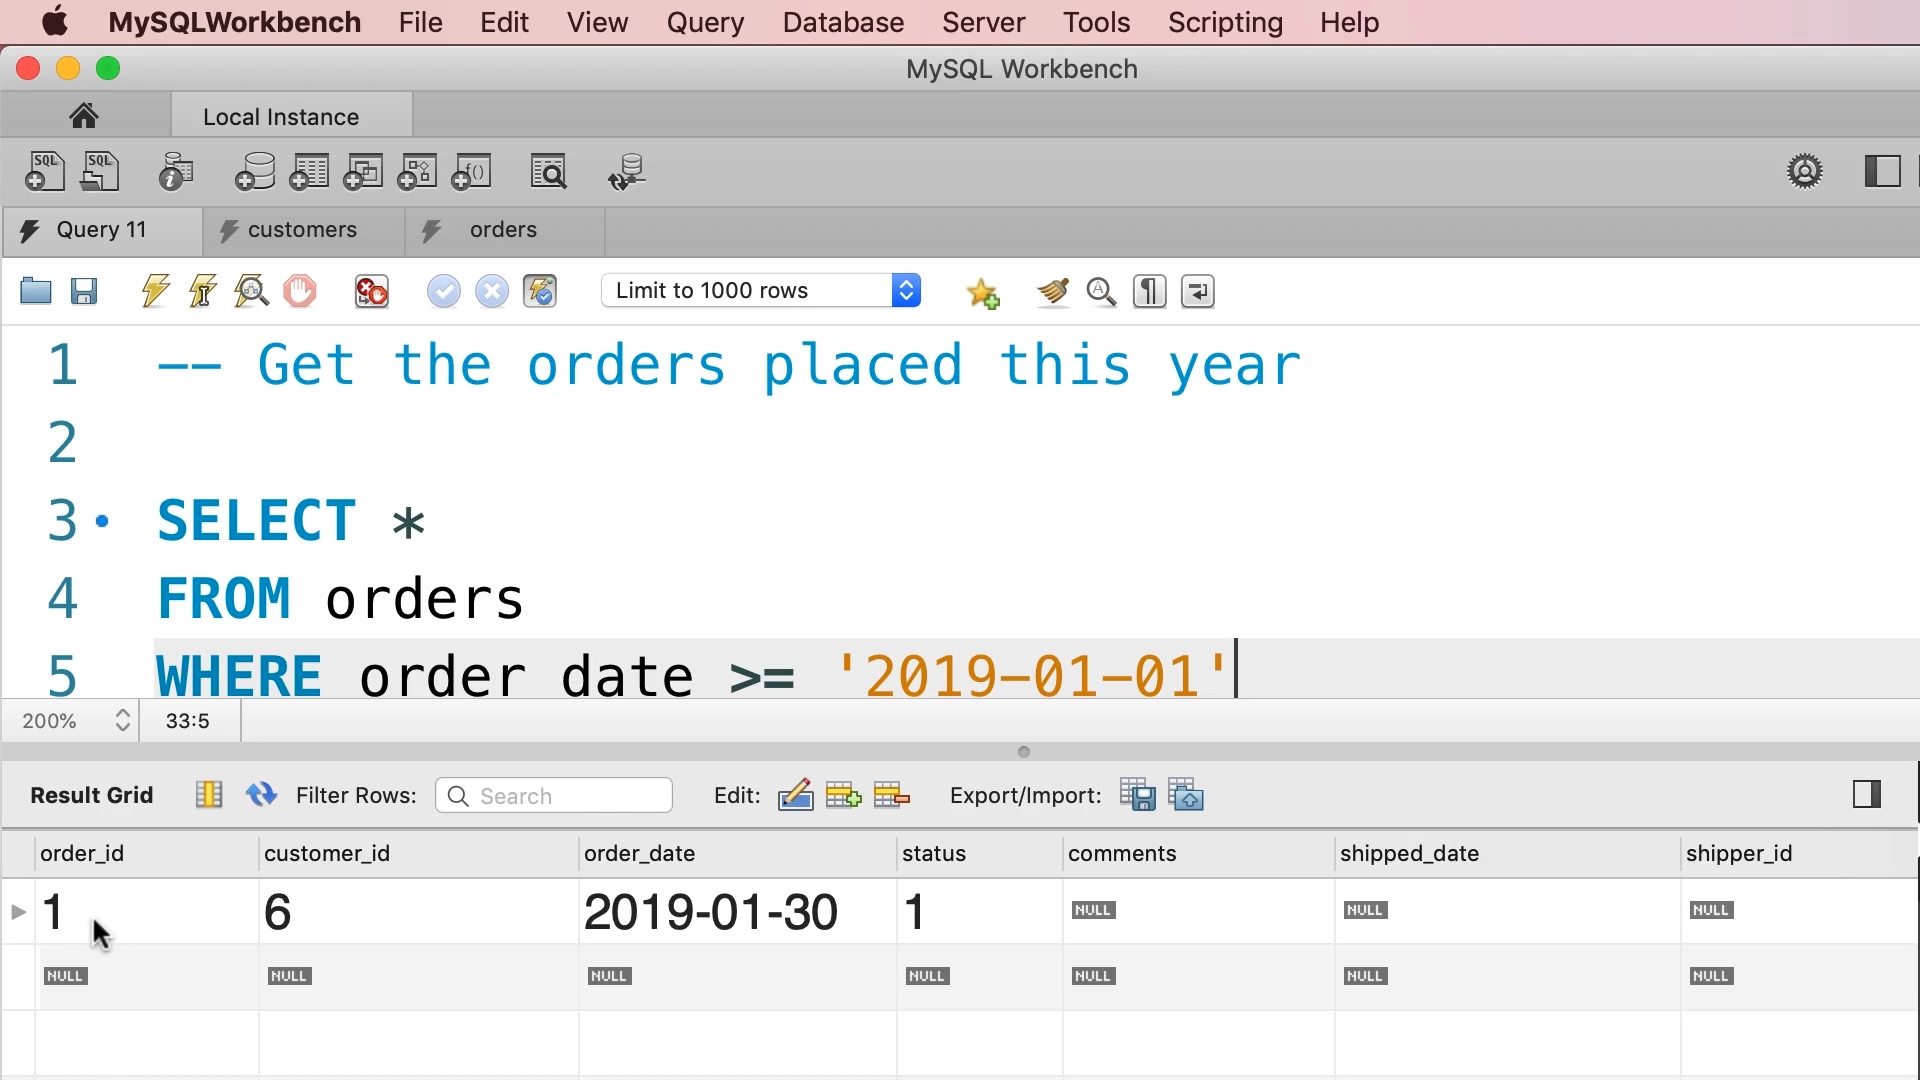 MySQLWorkbench File Edit View Query Database Server Tools Scripting Help
MySQL Workbench
Local Instance
Query 11 customers orders
Limit to 1000 rows
1 -- Get the orders placed this year
2
3 SELECT *
4 FROM orders
5 WHERE order_date >= '2019-01-01'
200% 33:5
Result Grid Filter Rows: Search Edit: Export/Import:
order_id customer_id order_date status comments shipped_date shipper_id
1 6 2019-01-30 1 NULL NULL NULL
NULL NULL NULL NULL NULL NULL NULL